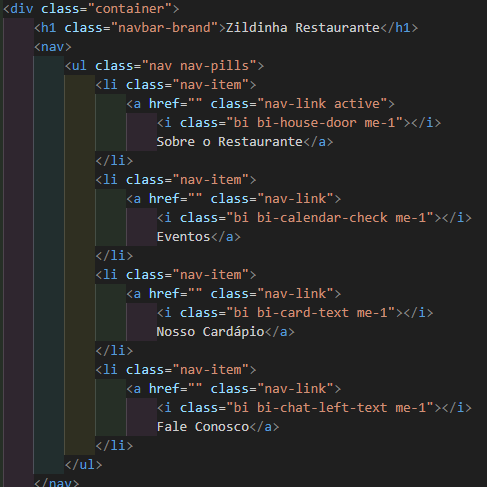 <div class="container">
<h1 class="navbar-brand">Zildinha Restaurante</h1>
<nav>
<ul class="nav nav-pills">
<li class="nav-item">
<a href="" class="nav-link active">
<i class="bi bi-house-door me-1"></i>
Sobre o Restaurante</a>
</li>
<li class="nav-item">
<a href="" class="nav-link">
<i class="bi bi-calendar-check me-1"></i>
Eventos</a>
</li>
<li class="nav-item">
<a href="" class="nav-link">
<i class="bi bi-card-text me-1"></i>
Nosso Cardápio</a>
</li>
<li class="nav-item">
<a href="" class="nav-link">
<i class="bi bi-chat-left-text me-1"></i>
Fale Conosco</a>
</li>
</ul>
</nav>